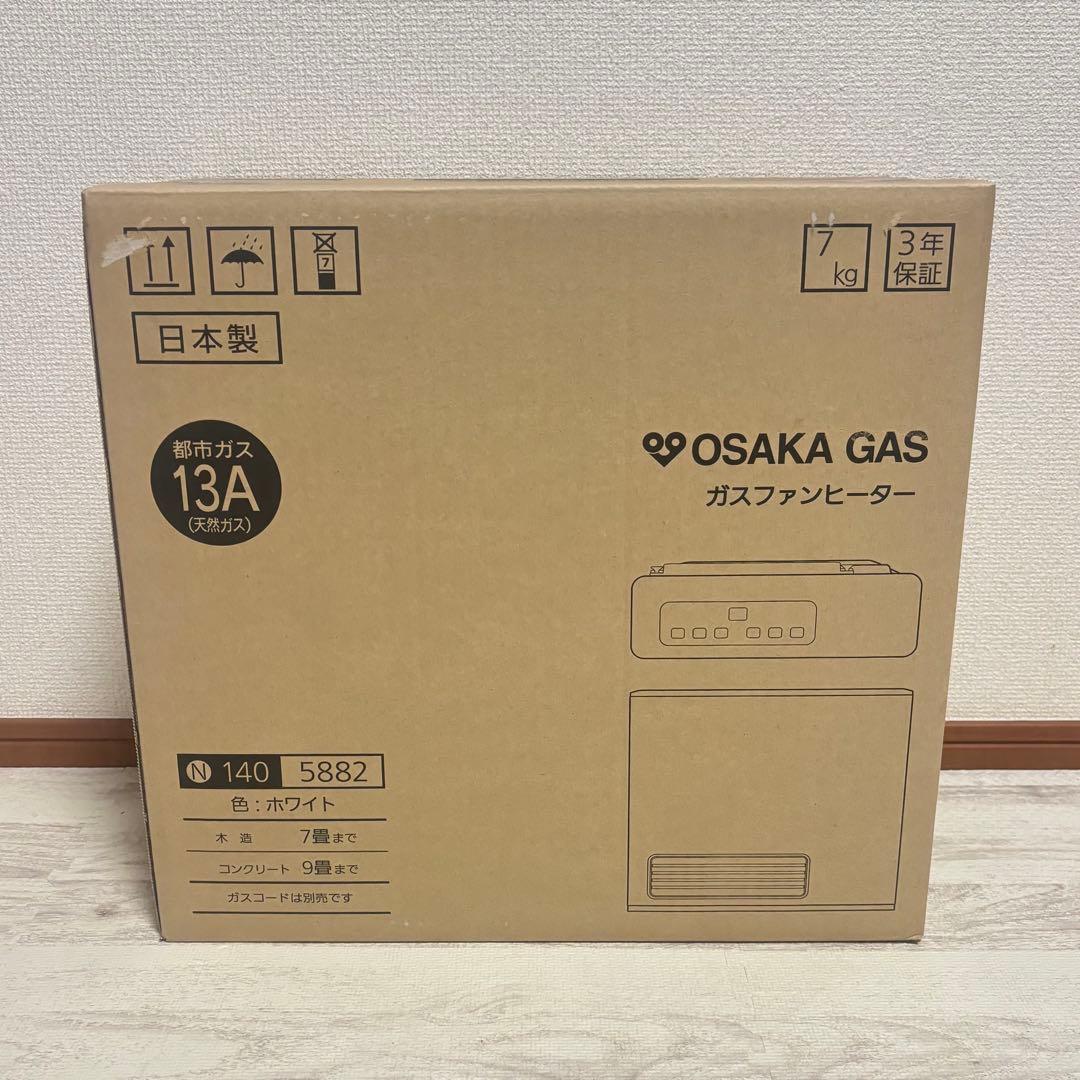 7
7
kg
3年
保証
日本製
都市ガス
13A
(天然ガス)
OSAKA GAS
ガスファンヒーター
N 140 5882
色:ホワイト
木造 7畳まで
コンクリート 9畳まで
ガスコードは別売です